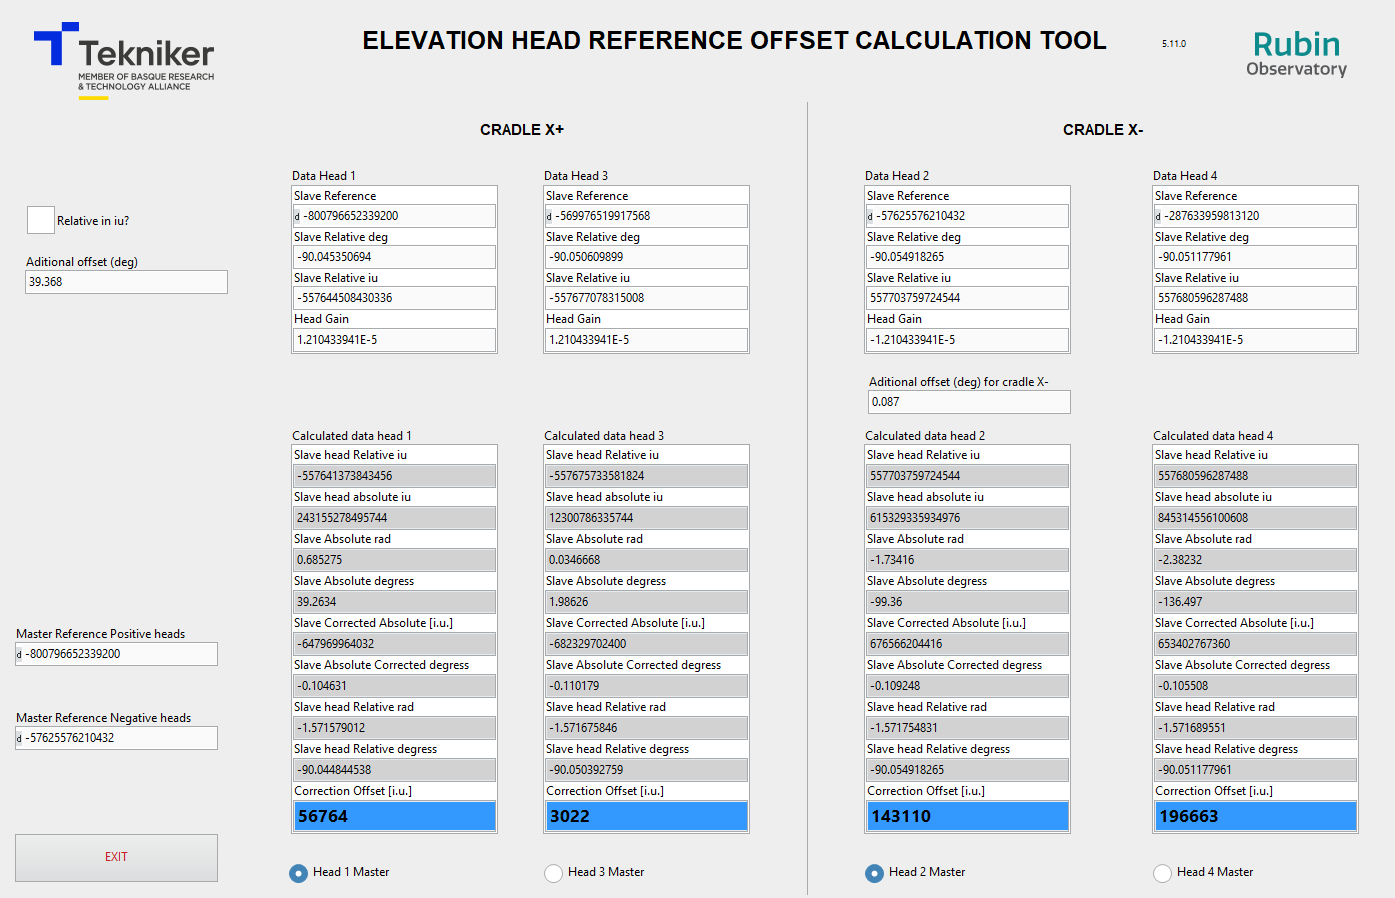 Tekniker
MEMBER OF BASQUE RESEARCH
& TECHNOLOGY ALLIANCE
ELEVATION HEAD REFERENCE OFFSET CALCULATION TOOL
5.11.0
Rubin
Observatory
Relative in iu?
Aditional offset (deg)
39.368
Master Reference Positive heads
d -800796652339200
Master Reference Negative heads
d -57625576210432
EXIT
CRADLE X+
Data Head 1
Slave Reference
d -800796652339200
Slave Relative deg
-90.045350694
Slave Relative iu
-557644508430336
Head Gain
1.210433941E-5
Data Head 3
Slave Reference
d -569976519917568
Slave Relative deg
-90.050609899
Slave Relative iu
-557677078315008
Head Gain
1.210433941E-5
Calculated data head 1
Slave head Relative iu
-557641373843456
Slave head absolute iu
243155278495744
Slave Absolute rad
0.685275
Slave Absolute degress
39.2634
Slave Corrected Absolute [i.u.]
-647969964032
Slave Absolute Corrected degress
-0.104631
Slave head Relative rad
-1.571579012
Slave head Relative degress
-90.044844538
Correction Offset [i.u.]
56764
Head 1 Master
Calculated data head 3
Slave head Relative iu
-557675733581824
Slave head absolute iu
12300786335744
Slave Absolute rad
0.0346668
Slave Absolute degress
1.98626
Slave Corrected Absolute [i.u.]
-682329702400
Slave Absolute Corrected degress
-0.110179
Slave head Relative rad
-1.571675846
Slave head Relative degress
-90.050392759
Correction Offset [i.u.]
3022
Head 3 Master
CRADLE X-
Data Head 2
Slave Reference
d -57625576210432
Slave Relative deg
-90.054918265
Slave Relative iu
557703759724544
Head Gain
-1.210433941E-5
Data Head 4
Slave Reference
d -287633959813120
Slave Relative deg
-90.051177961
Slave Relative iu
557680596287488
Head Gain
-1.210433941E-5
Aditional offset (deg) for cradle X-
0.087
Calculated data head 2
Slave head Relative iu
557703759724544
Slave head absolute iu
615329335934976
Slave Absolute rad
-1.73416
Slave Absolute degress
-99.36
Slave Corrected Absolute [i.u.]
676566204416
Slave Absolute Corrected degress
-0.109248
Slave head Relative rad
-1.571754831
Slave head Relative degress
-90.054918265
Correction Offset [i.u.]
143110
Head 2 Master
Calculated data head 4
Slave head Relative iu
557680596287488
Slave head absolute iu
845314556100608
Slave Absolute rad
-2.38232
Slave Absolute degress
-136.497
Slave Corrected Absolute [i.u.]
653402767360
Slave Absolute Corrected degress
-0.105508
Slave head Relative rad
-1.571689551
Slave head Relative degress
-90.051177961
Correction Offset [i.u.]
196663
Head 4 Master